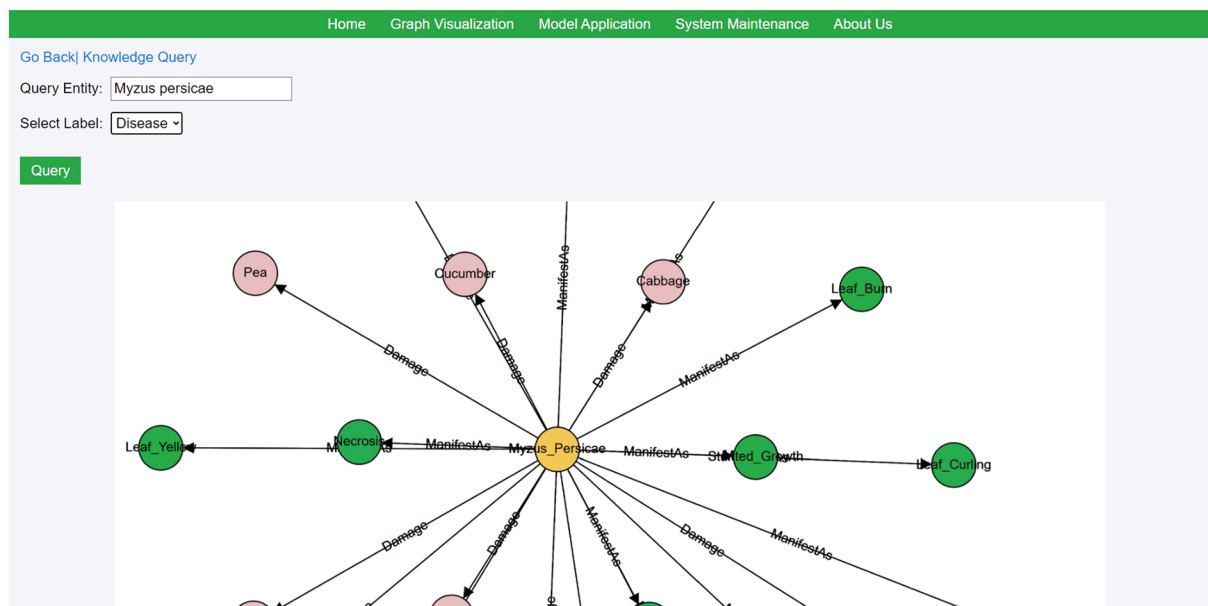 Home Graph Visualization Model Application System Maintenance About Us
Go Back| Knowledge Query
Query Entity: Myzus persicae
Select Label: Disease
Query
ManifestAs
Pea Cucumber Cabbage Leaf_Burn
Damage Damage Damage ManifestAs
Leaf_Yellow Necrosis ManifestAs Myzus_Persicae ManifestAs Stunted_Growth Leaf_Curling
Damage Damage ManifestAs Damage ManifestAs